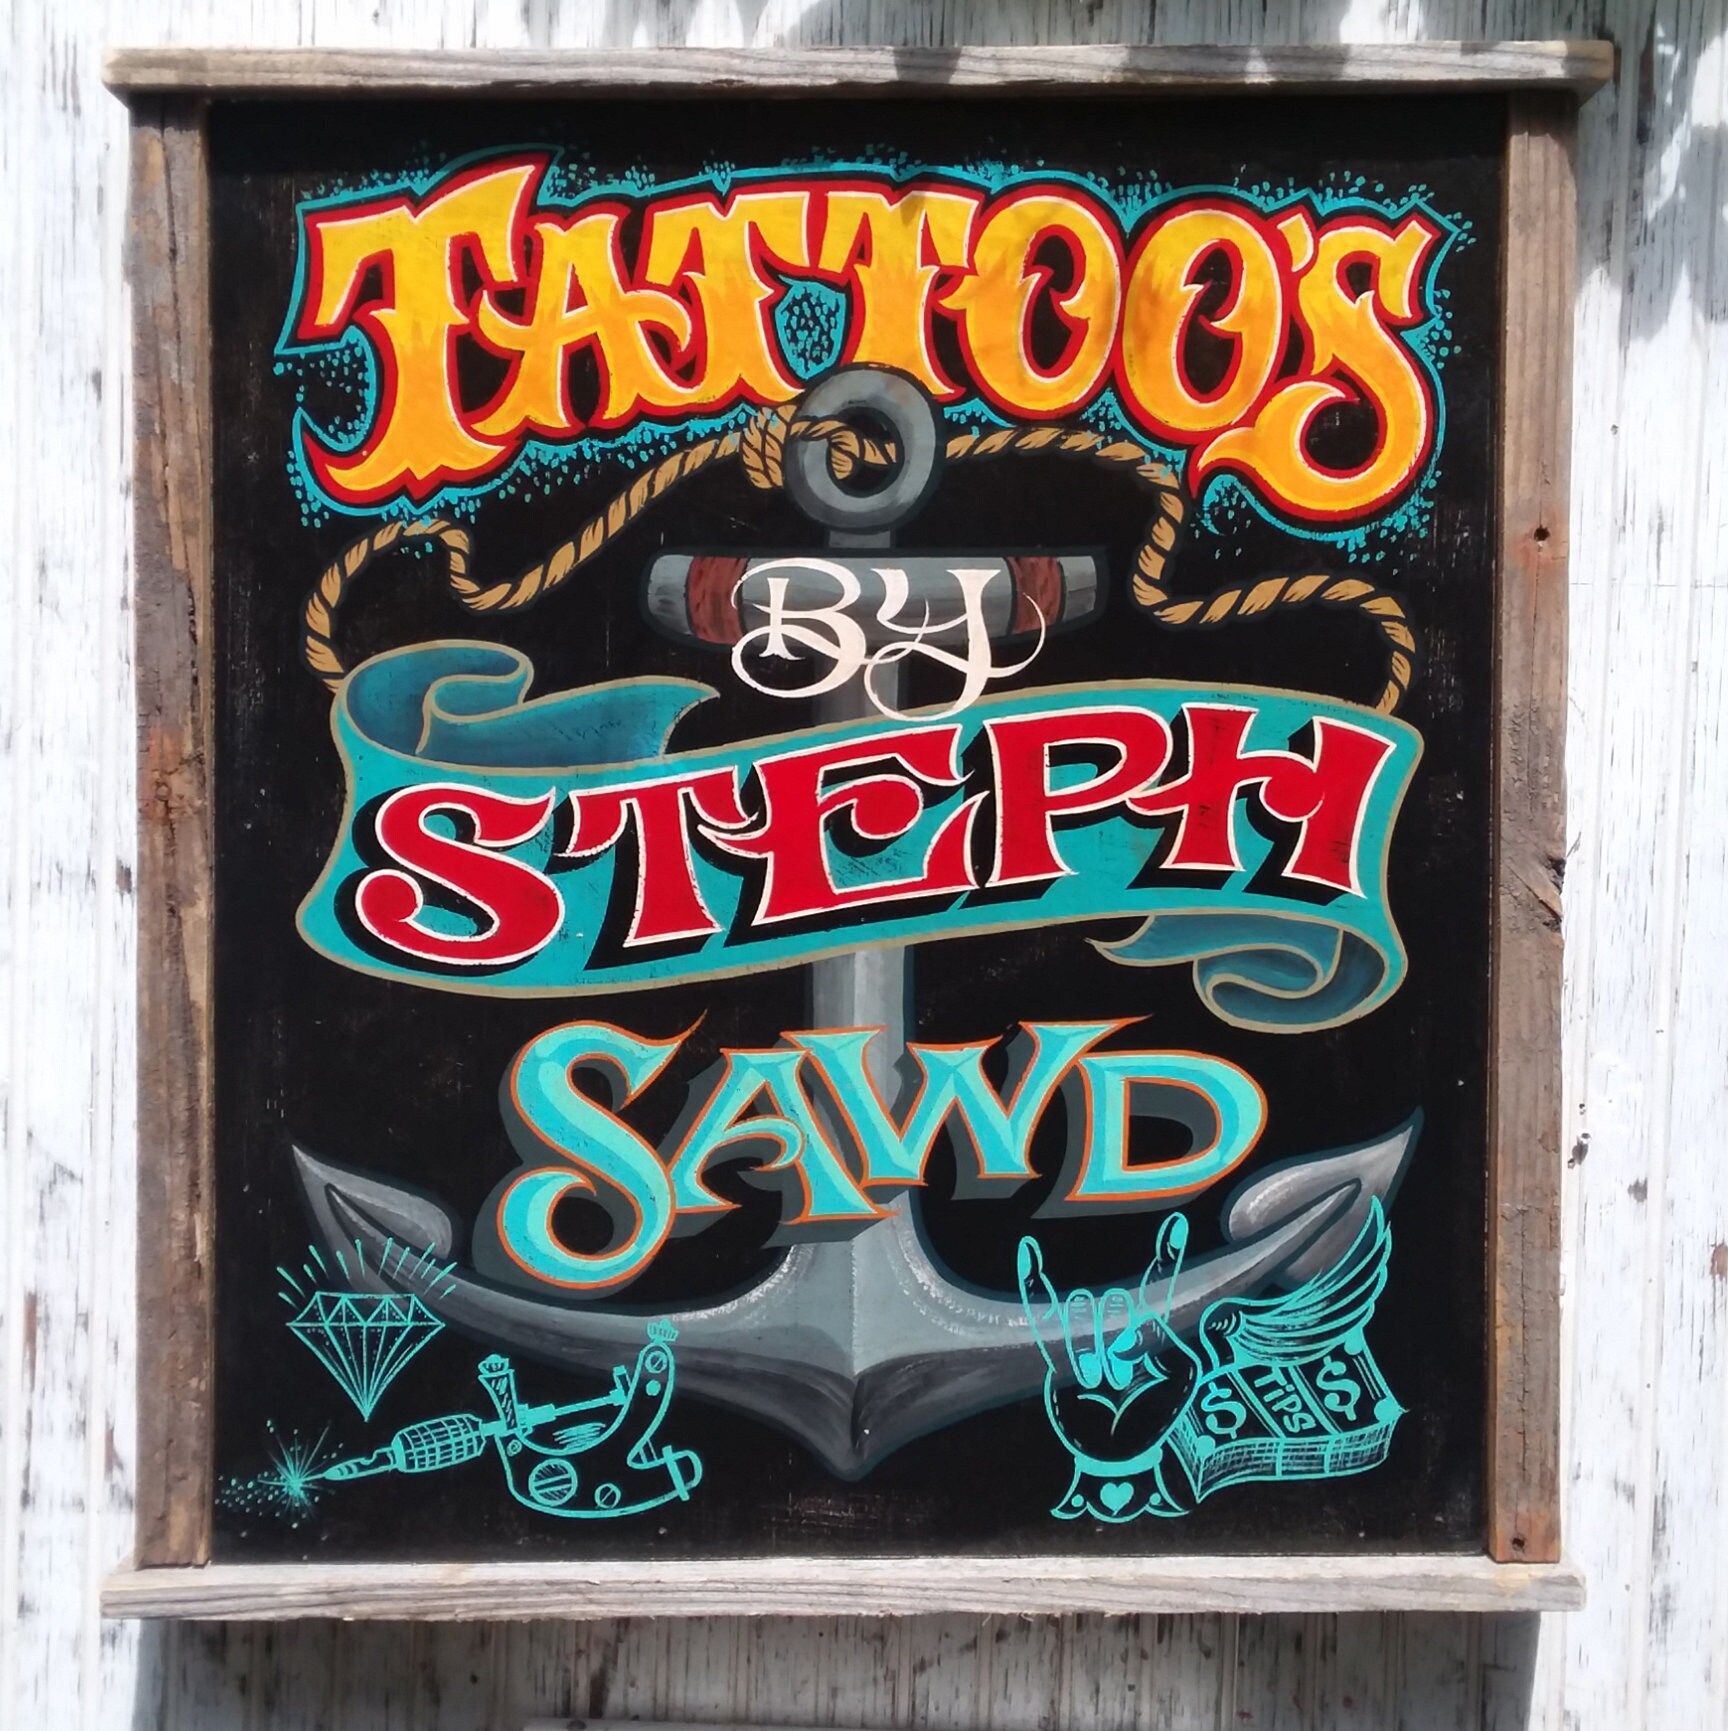 TATTOO'S
BY
STEPH
SAWD
$ TiPS $